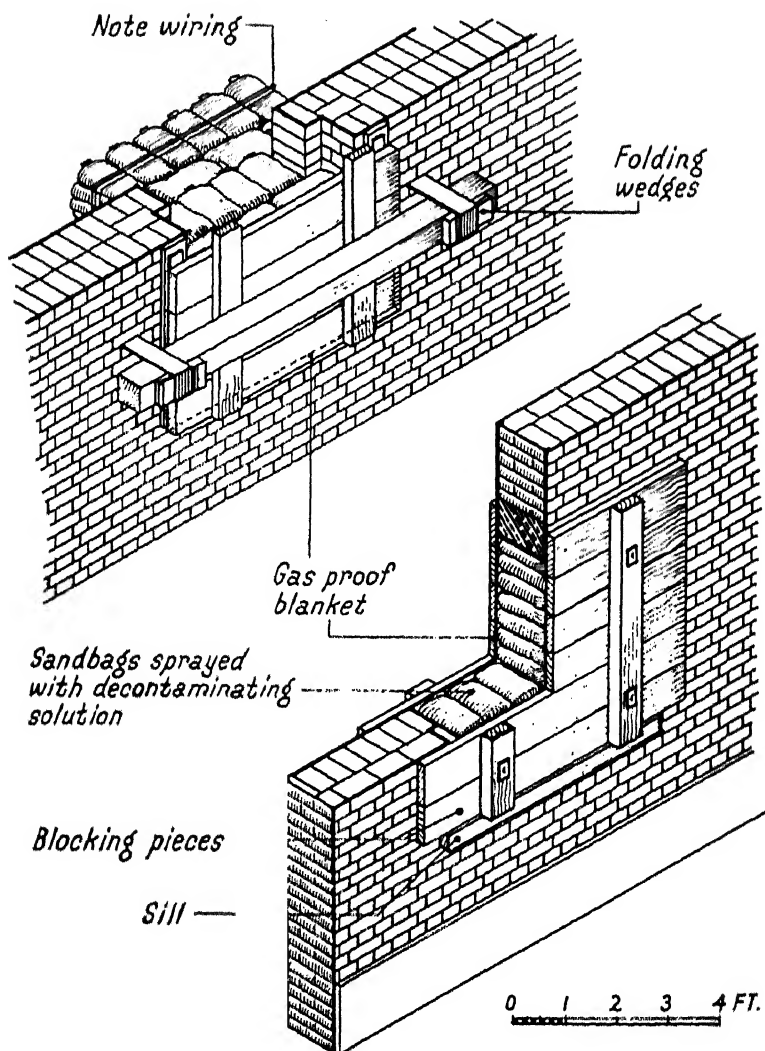 Note wiring
Folding
wedges
Gas proof
blanket
Sandbags sprayed
with decontaminating
solution
Blocking pieces
Sill
0 1 2 3 4 FT.